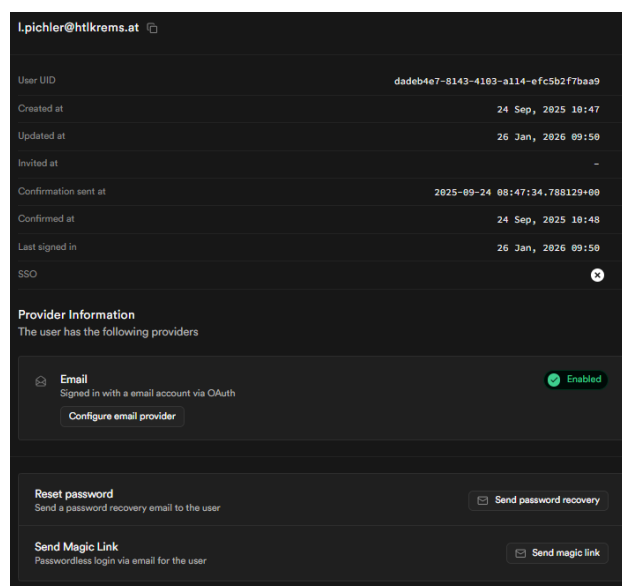 l.pichler@htlkrems.at
User UID dadeb4e7-8143-4103-a114-efc5b2f7baa9
Created at 24 Sep, 2025 10:47
Updated at 26 Jan, 2026 09:50
Invited at -
Confirmation sent at 2025-09-24 08:47:34.788129+00
Confirmed at 24 Sep, 2025 10:48
Last signed in 26 Jan, 2026 09:50
SSO
Provider Information
The user has the following providers
Email
Enabled
Signed in with a email account via OAuth
Configure email provider
Reset password
Send password recovery
Send a password recovery email to the user
Send Magic Link
Send magic link
Passwordless login via email for the user